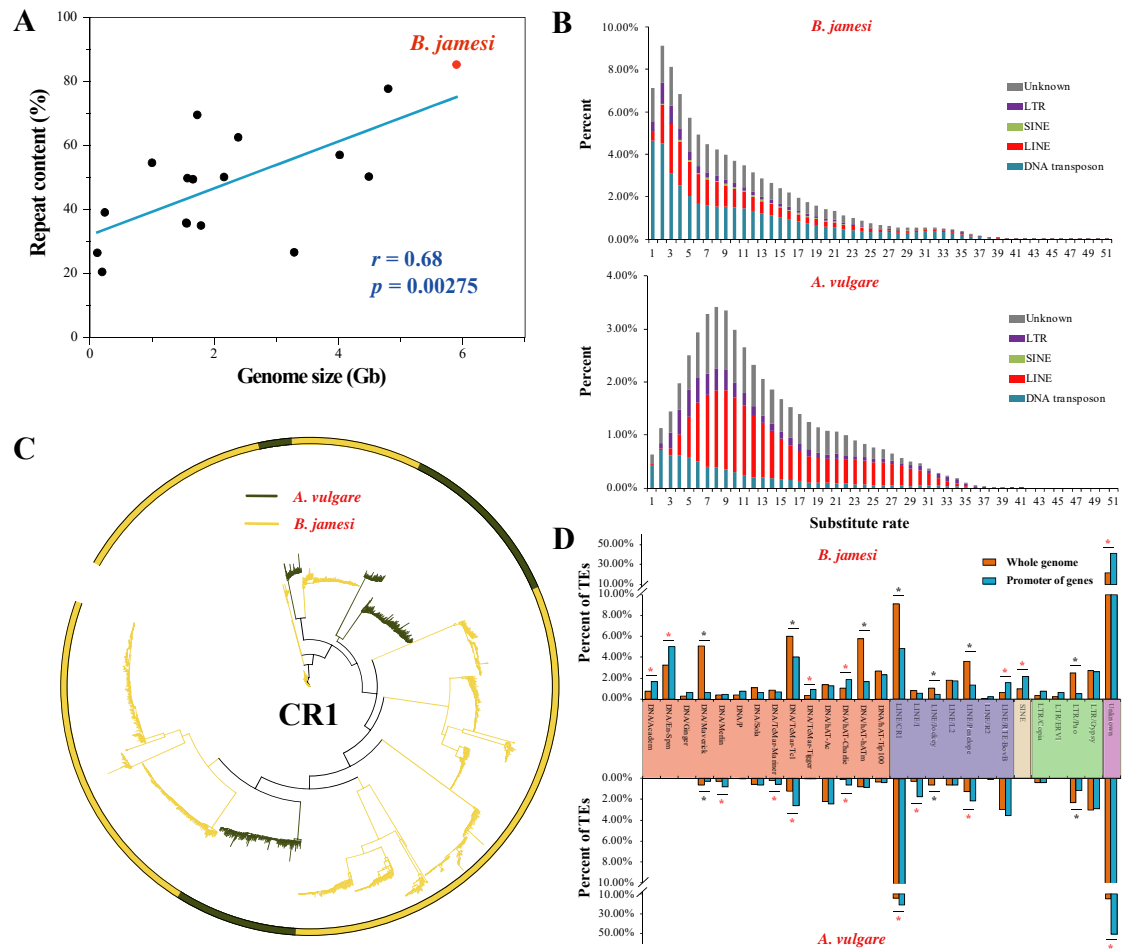 A
100
80
60
40
20
0
Repeat content (%)
B. jamesi
r = 0.68
p = 0.00275
0 2 4 6
Genome size (Gb)
B
B. jamesi
10.00%
8.00%
6.00%
4.00%
2.00%
0.00%
Percent
Unknown
LTR
SINE
LINE
DNA transposon
1 3 5 7 9 11 13 15 17 19 21 23 25 27 29 31 33 35 37 39 41 43 45 47 49 51
A. vulgare
4.00%
3.00%
2.00%
1.00%
0.00%
Percent
Unknown
LTR
SINE
LINE
DNA transposon
1 3 5 7 9 11 13 15 17 19 21 23 25 27 29 31 33 35 37 39 41 43 45 47 49 51
Substitute rate
C
A. vulgare
B. jamesi
CR1
D
B. jamesi
Whole genome
Promoter of genes
50.00%
30.00%
10.00%
10.00%
8.00%
6.00%
4.00%
2.00%
0.00%
Percent of TEs
* * * * * * * * * * * * * *
DNA/Academ
DNA/En-Spm
DNA/Ginger
DNA/Maverick
DNA/Merlin
DNA/P
DNA/Sola
DNA/TcMar-Mariner
DNA/TcMar-Tc1
DNA/TcMar-Tigger
DNA/hAT-Ac
DNA/hAT-Charlie
DNA/hAT-hATm
DNA/hAT-Tip100
LINE/CR1
LINE/I
LINE/Jockey
LINE/L2
LINE/Penelope
LINE/R2
LINE/RTE-BovB
SINE
LTR/Copia
LTR/ERV1
LTR/Pao
LTR/Gypsy
Unknown
0.00%
2.00%
4.00%
6.00%
8.00%
10.00%
10.00%
30.00%
50.00%
Percent of TEs
* * * * * * * * * * *
A. vulgare